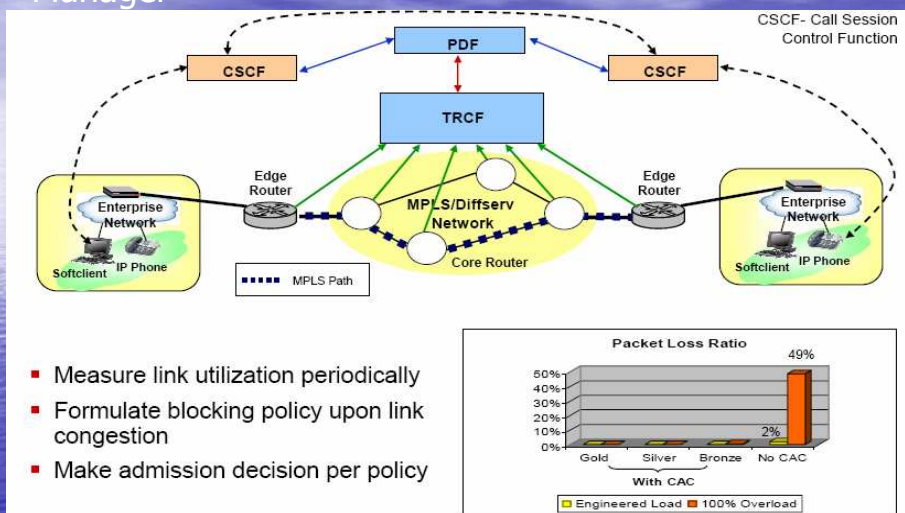 Manager
CSCF- Call Session
Control Function
PDF
CSCF
CSCF
TRCF
Edge
Router
Edge
Router
Enterprise
Network
Softclient
IP Phone
MPLS/Diffserv
Network
Core Router
Enterprise
Network
Softclient
IP Phone
MPLS Path
▪ Measure link utilization periodically
▪ Formulate blocking policy upon link
congestion
▪ Make admission decision per policy
Packet Loss Ratio
49%
50%
40%
30%
20%
10%
0%
2%
Gold Silver Bronze No CAC
With CAC
Engineered Load 100% Overload